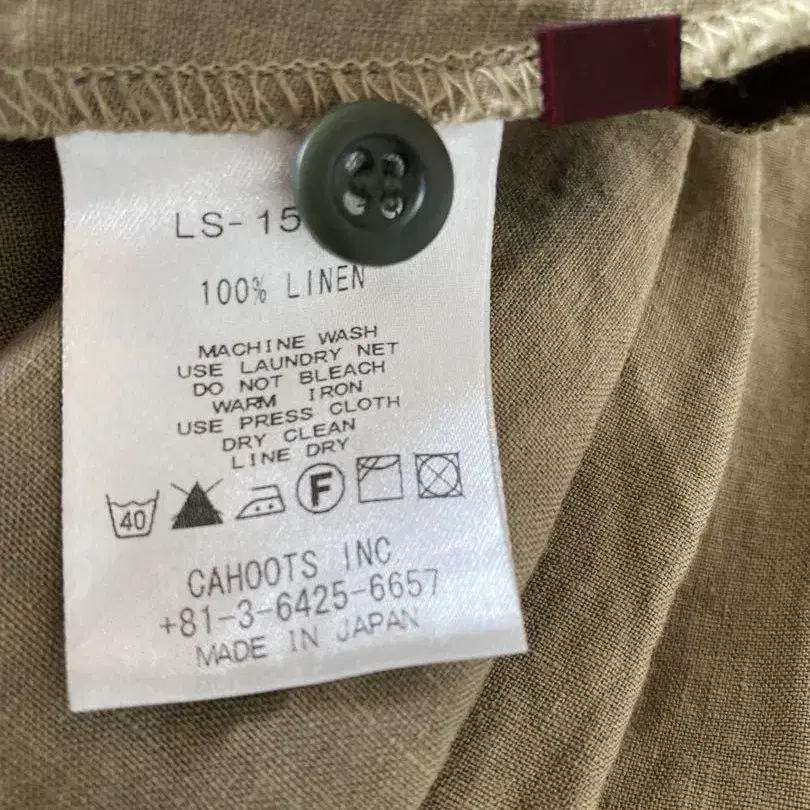 LS-15
100% LINEN
MACHINE WASH
USE LAUNDRY NET
DO NOT BLEACH
WARM IRON
USE PRESS CLOTH
DRY CLEAN
LINE DRY
40 F
CAHOOTS INC
+81-3-6425-6657
MADE IN JAPAN